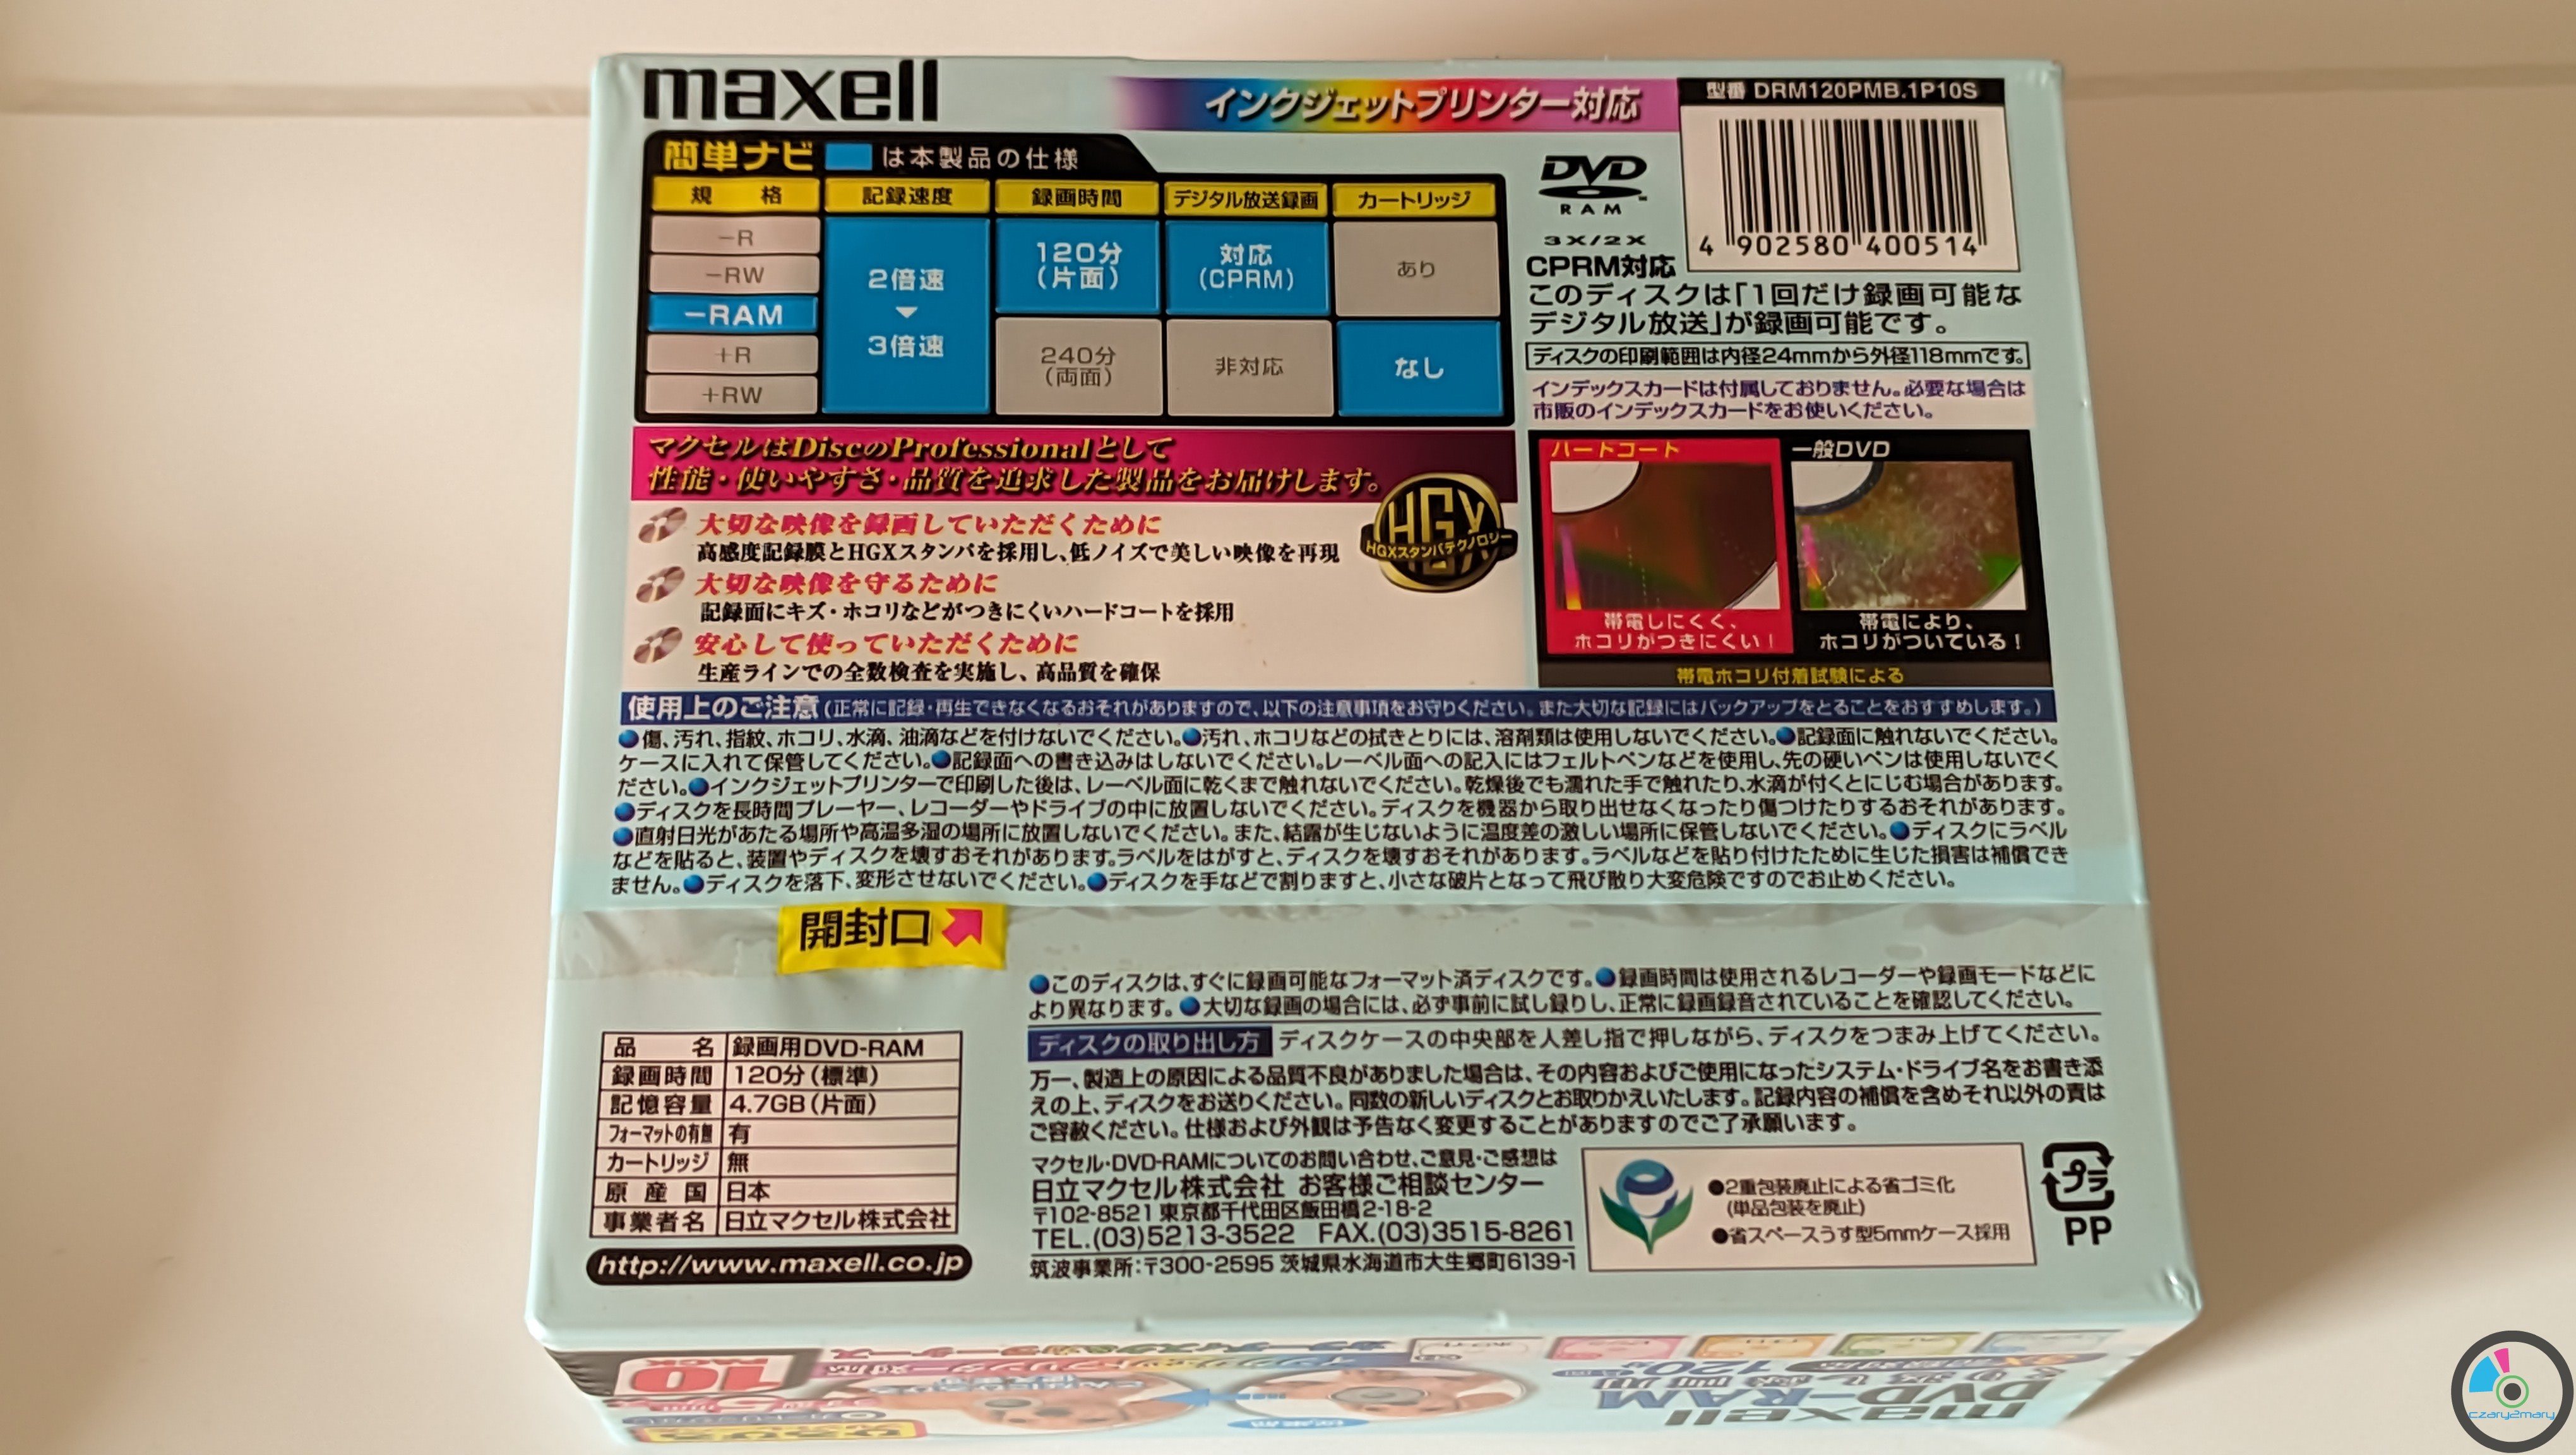 maxell
インクジェットプリンター対応
型番 DRM120PMB.1P10S
4 902580 400514
簡単ナビ は本製品の仕様
規 格
記録速度
録画時間
デジタル放送録画
カートリッジ
-R
-RW
-RAM
+R
+RW
2倍速
3倍速
120分
(片面)
240分
(両面)
対応
(CPRM)
非対応
あり
なし
DVD
RAM
3X/2X
CPRM対応
このディスクは「1回だけ録画可能な
デジタル放送」が録画可能です。
ディスクの印刷範囲は内径24mmから外径118mmです。
インデックスカードは付属しておりません。必要な場合は
市販のインデックスカードをお使いください。
マクセルはDiscのProfessionalとして
性能・使いやすさ・品質を追求した製品をお届けします。
HGX
HGXスタンパテクノロジー
大切な映像を録画していただくために
高感度記録膜とHGXスタンパを採用し、低ノイズで美しい映像を再現
大切な映像を守るために
記録面にキズ・ホコリなどがつきにくいハードコートを採用
安心して使っていただくために
生産ラインでの全数検査を実施し、高品質を確保
ハードコート
帯電しにくく、
ホコリがつきにくい！
一般DVD
帯電により、
ホコリがついている！
帯電ホコリ付着試験による
使用上のご注意(正常に記録・再生できなくなるおそれがありますので、以下の注意事項をお守りください。また大切な記録にはバックアップをとることをおすすめします。)
●傷、汚れ、指紋、ホコリ、水滴、油滴などを付けないでください。●汚れ、ホコリなどの拭きとりには、溶剤類は使用しないでください。●記録面に触れないでください。
ケースに入れて保管してください。●記録面への書き込みはしないでください。レーベル面への記入にはフェルトペンなどを使用し、先の硬いペンは使用しないでく
ださい。●インクジェットプリンターで印刷した後は、レーベル面に乾くまで触れないでください。乾燥後でも濡れた手で触れたり、水滴が付くとにじむ場合があります。
●ディスクを長時間プレーヤー、レコーダーやドライブの中に放置しないでください。ディスクを機器から取り出せなくなったり傷つけたりするおそれがあります。
●直射日光があたる場所や高温多湿の場所に放置しないでください。また、結露が生じないように温度差の激しい場所に保管しないでください。●ディスクにラベル
などを貼ると、装置やディスクを壊すおそれがあります。ラベルをはがすと、ディスクを壊すおそれがあります。ラベルなどを貼り付けたために生じた損害は補償でき
ません。●ディスクを落下、変形させないでください。●ディスクを手などで割りますと、小さな破片となって飛び散り大変危険ですのでお止めください。
開封口
●このディスクは、すぐに録画可能なフォーマット済ディスクです。●録画時間は使用されるレコーダーや録画モードなどに
より異なります。●大切な録画の場合には、必ず事前に試し録りし、正常に録画録音されていることを確認してください。
ディスクの取り出し方 ディスクケースの中央部を人差し指で押しながら、ディスクをつまみ上げてください。
万一、製造上の原因による品質不良がありました場合は、その内容およびご使用になったシステム・ドライブ名をお書き添
えの上、ディスクをお送りください。同数の新しいディスクとお取りかえいたします。記録内容の補償を含めそれ以外の責は
ご容赦ください。仕様および外観は予告なく変更することがありますのでご了承願います。
品 名 録画用DVD-RAM
録画時間 120分(標準)
記憶容量 4.7GB(片面)
フォーマットの有無 有
カートリッジ 無
原産国 日本
事業者名 日立マクセル株式会社
http://www.maxell.co.jp
マクセル・DVD-RAMについてのお問い合わせ、ご意見・ご感想は
日立マクセル株式会社 お客様ご相談センター
〒102-8521 東京都千代田区飯田橋2-18-2
TEL.(03)5213-3522 FAX.(03)3515-8261
筑波事業所:〒300-2595 茨城県水海道市大生郷町6139-1
●2重包装廃止による省ゴミ化
(単品包装を廃止)
●省スペースうす型5mmケース採用
プラ
PP
10
PACK
maxell
DVD-RAM
120分
czary2mary